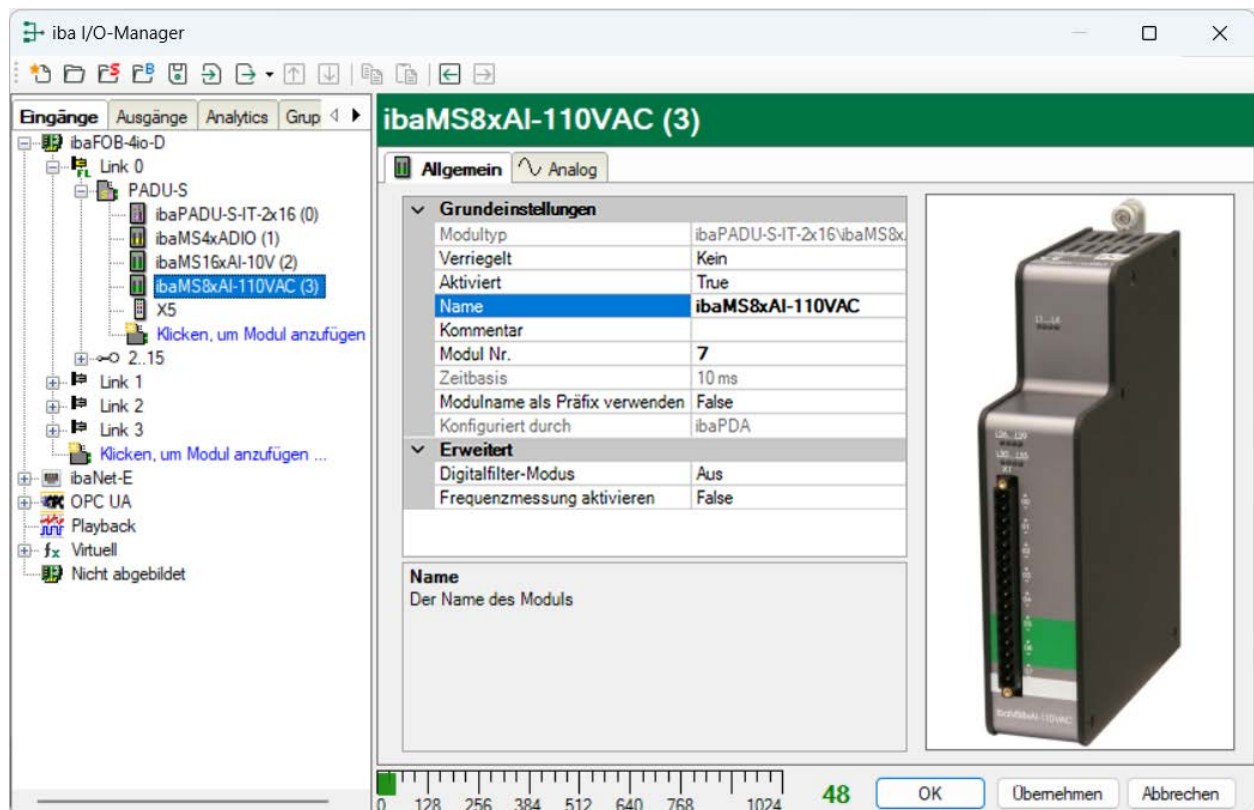 iba I/O-Manager
Eingänge Ausgänge Analytics Grup
ibaFOB-4io-D
Link 0
PADU-S
ibaPADU-S-IT-2x16 (0)
ibaMS4xADIO (1)
ibaMS16xAI-10V (2)
ibaMS8xAI-110VAC (3)
X5
Klicken, um Modul anzufügen
2..15
Link 1
Link 2
Link 3
Klicken, um Modul anzufügen ...
ibaNet-E
OPC UA
Playback
Virtuell
Nicht abgebildet
ibaMS8xAI-110VAC (3)
Allgemein Analog
Grundeinstellungen
Modultyp ibaPADU-S-IT-2x16\ibaMS8x.
Verriegelt Kein
Aktiviert True
Name ibaMS8xAI-110VAC
Kommentar
Modul Nr. 7
Zeitbasis 10 ms
Modulname als Präfix verwenden False
Konfiguriert durch ibaPDA
Erweitert
Digitalfilter-Modus Aus
Frequenzmessung aktivieren False
Name
Der Name des Moduls
X1
ibaMS8xAI-110VAC
0 128 256 384 512 640 768 1024
48 OK Übernehmen Abbrechen